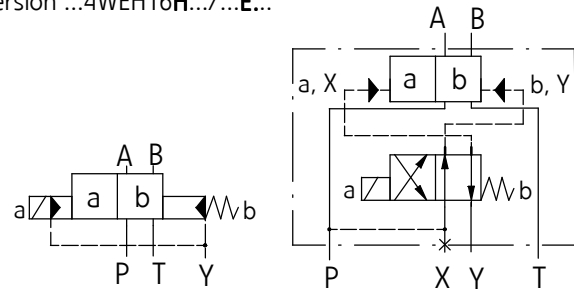 ersion ...4WEH16H.../...E...
A B
a, X a b b, Y
A B
a a b b
a b
P T Y
P X Y T